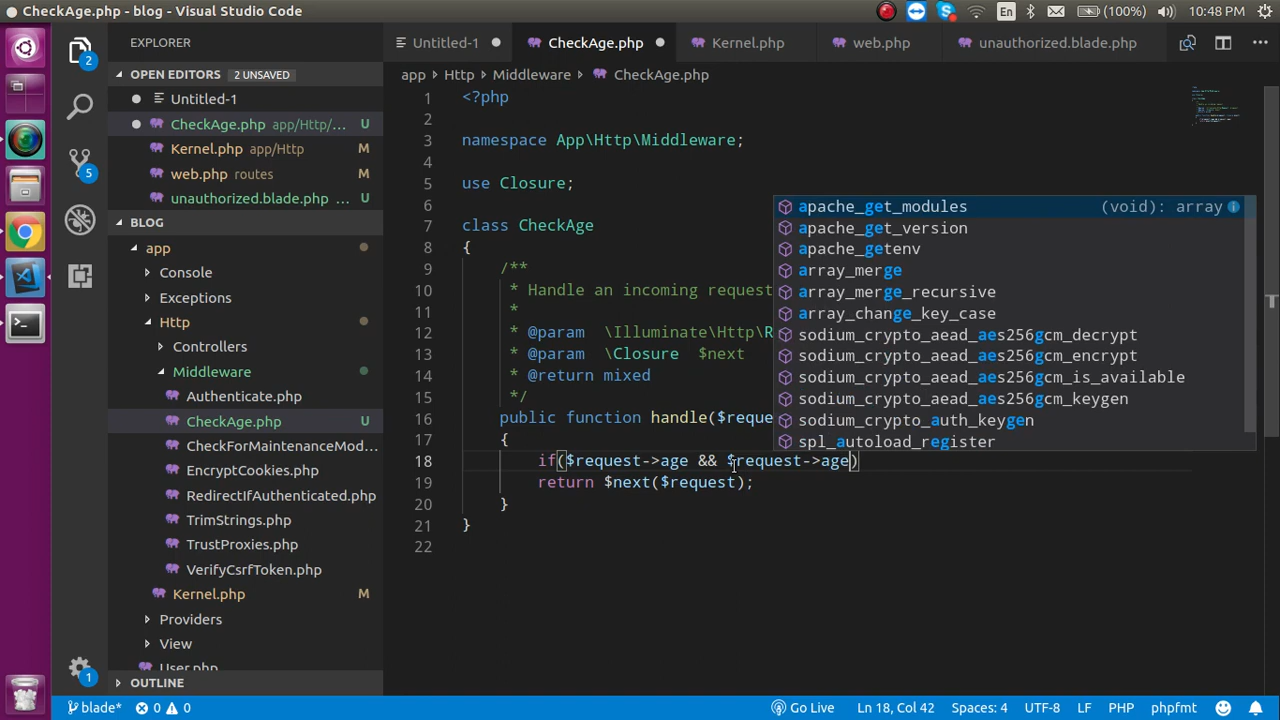 CheckAge.php - blog - Visual Studio Code
En
(100%)
10:48 PM
EXPLORER
Untitled-1
CheckAge.php
Kernel.php
web.php
unauthorized.blade.php
OPEN EDITORS
2 UNSAVED
app > Http > Middleware > CheckAge.php
Untitled-1
CheckAge.php app/Http/... U
Kernel.php app/Http M
web.php routes M
unauthorized.blade.php ... U
BLOG
app
Console
Exceptions
Http
Controllers
Middleware
Authenticate.php
CheckAge.php U
CheckForMaintenanceMod...
EncryptCookies.php
RedirectIfAuthenticated.php
TrimStrings.php
TrustProxies.php
VerifyCsrfToken.php
Kernel.php M
Providers
View
User.php
OUTLINE
2
5
1
1 <?php
2
3 namespace App\Http\Middleware;
4
5 use Closure;
6
7 class CheckAge
8 {
9 /**
10 * Handle an incoming request
11 *
12 * @param \Illuminate\Http\R
13 * @param \Closure $next
14 * @return mixed
15 */
16 public function handle($reque
17 {
18 if($request->age && $request->age)
19 return $next($request);
20 }
21 }
22
apache_get_modules (void): array
apache_get_version
apache_getenv
array_merge
array_merge_recursive
array_change_key_case
sodium_crypto_aead_aes256gcm_decrypt
sodium_crypto_aead_aes256gcm_encrypt
sodium_crypto_aead_aes256gcm_is_available
sodium_crypto_aead_aes256gcm_keygen
sodium_crypto_auth_keygen
spl_autoload_register
blade*
0
0
Go Live
Ln 18, Col 42
Spaces: 4
UTF-8
LF
PHP
phpfmt